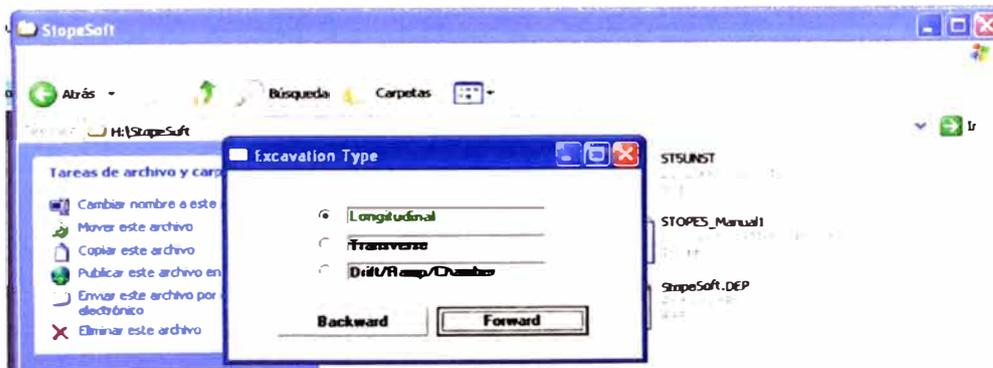 StopeSoft
Atrás
Búsqueda
Carpetas
H:\StopeSoft
Ir
Tareas de archivo y carp
Cambiar nombre a este
Mover este archivo
Copiar este archivo
Publicar este archivo en
Enviar este archivo por
electrónico
Eliminar este archivo
Excavation Type
Longitudinal
Transverse
Drift/Ramp/Chamber
Backward
Forward
STSUNST
STOPES_Manual1
StopeSoft.DEP